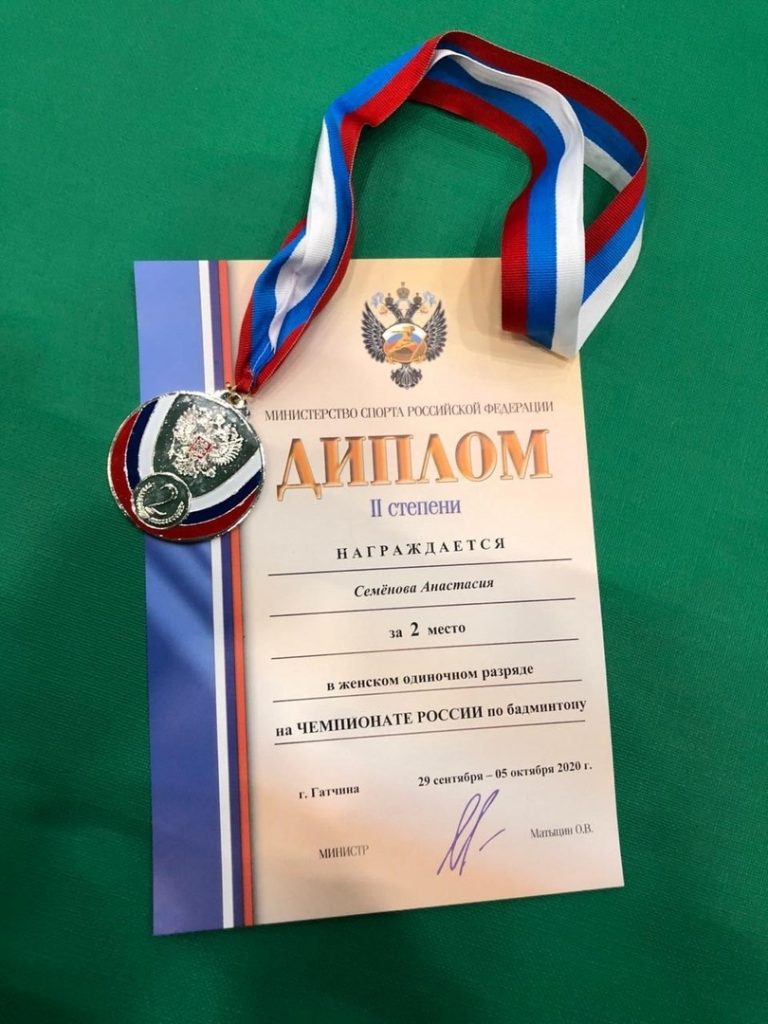 МИНИСТЕРСТВО СПОРТА РОССИЙСКОЙ ФЕДЕРАЦИИ
ДИПЛОМ
II СТЕПЕНИ
НАГРАЖДАЕТСЯ
Семёнова Анастасия
за 2 место
в женском одиночном разряде
на ЧЕМПИОНАТЕ РОССИИ по бадминтону
г. Гатчина 29 сентября – 05 октября 2020 г.
МИНИСТР Матыцин О.В.